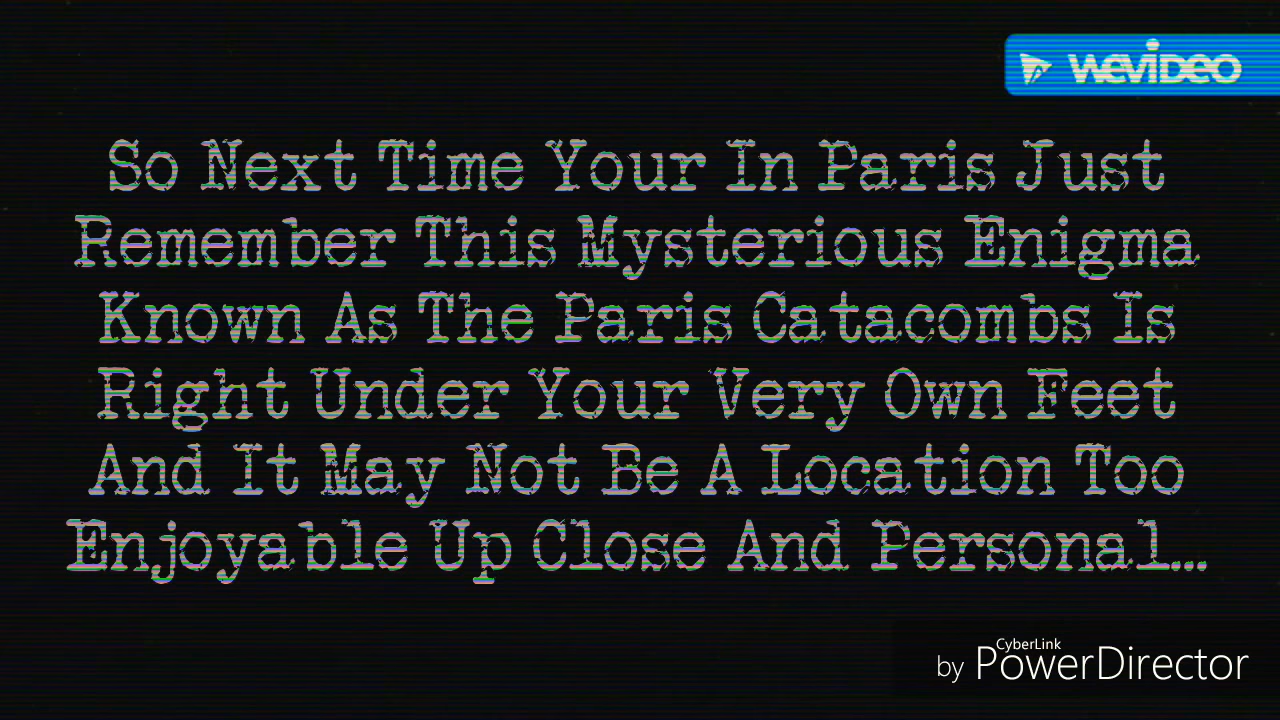 WEVIDEO
So Next Time Your In Paris Just
Remember This Mysterious Enigma
Known As The Paris Catacombs Is
Right Under Your Very Own Feet
And It May Not Be A Location Too
Enjoyable Up Close And Personal...
CyberLink
by PowerDirector